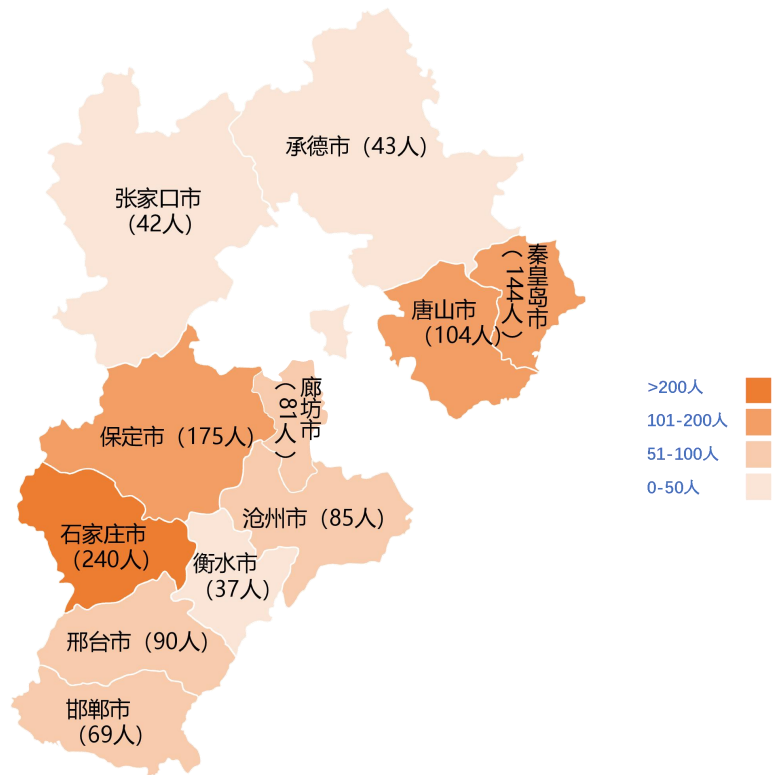 承德市（43人）
张家口市
（42人）
秦皇岛市
（144人）
唐山市
（104人）
廊坊市
（81人）
保定市（175人）
沧州市（85人）
石家庄市
（240人）
衡水市
（37人）
邢台市（90人）
邯郸市
（69人）
>200人
101-200人
51-100人
0-50人